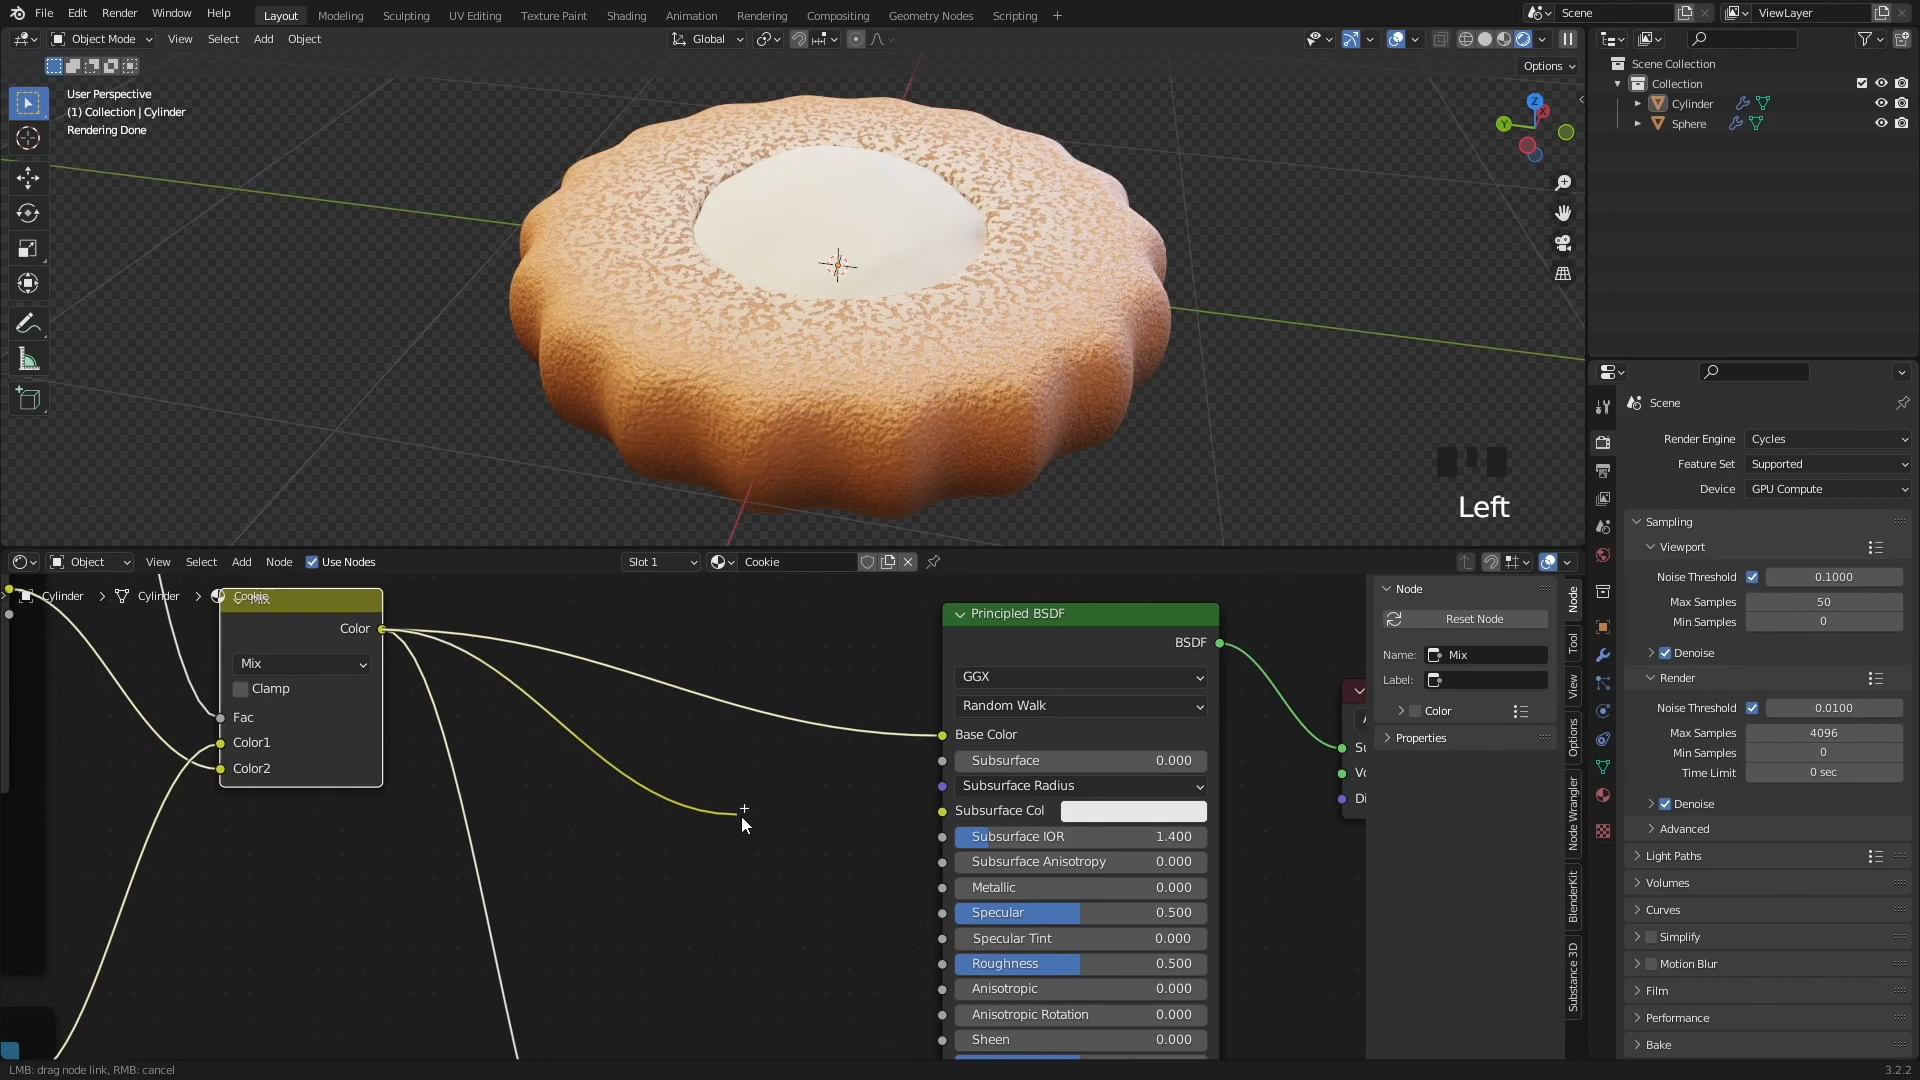 File Edit Render Window Help Layout Modeling Sculpting UV Editing Texture Paint Shading Animation Rendering Compositing Geometry Nodes Scripting + Scene ViewLayer
Object Mode View Select Add Object Global
Options
User Perspective
(1) Collection | Cylinder
Rendering Done
Z
X
Y
Left
Scene Collection
Collection
Cylinder
Sphere
Scene
Render Engine Cycles
Feature Set Supported
Device GPU Compute
Sampling
Viewport
Noise Threshold 0.1000
Max Samples 50
Min Samples 0
Denoise
Render
Noise Threshold 0.0100
Max Samples 4096
Min Samples 0
Time Limit 0 sec
Denoise
Advanced
Light Paths
Volumes
Curves
Simplify
Motion Blur
Film
Performance
Bake
Object View Select Add Node Use Nodes Slot 1 Cookie
Cylinder > Cylinder > Cookie
Mix
Color
Mix
Clamp
Fac
Color1
Color2
Principled BSDF
BSDF
GGX
Random Walk
Base Color
Subsurface 0.000
Subsurface Radius
Subsurface Col
Subsurface IOR 1.400
Subsurface Anisotropy 0.000
Metallic 0.000
Specular 0.500
Specular Tint 0.000
Roughness 0.500
Anisotropic 0.000
Anisotropic Rotation 0.000
Sheen 0.000
Su
Vo
Di
Node
Reset Node
Name: Mix
Label:
Color
Properties
Node
Tool
View
Options
Node Wrangler
BlenderKit
Substance 3D
LMB: drag node link, RMB: cancel
3.2.2